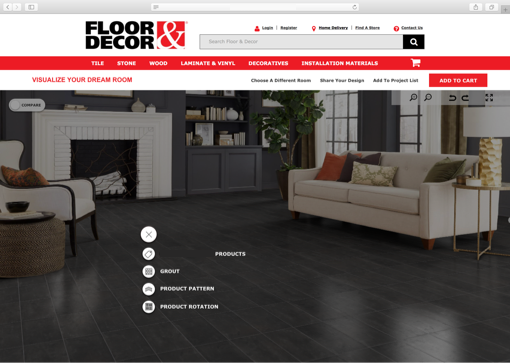 FLOOR & DECOR
Login | Register
Home Delivery | Find A Store
Contact Us
Search Floor & Decor
TILE STONE WOOD LAMINATE & VINYL DECORATIVES INSTALLATION MATERIALS
VISUALIZE YOUR DREAM ROOM
Choose A Different Room Share Your Design Add To Project List ADD TO CART
COMPARE
PRODUCTS
GROUT
PRODUCT PATTERN
PRODUCT ROTATION